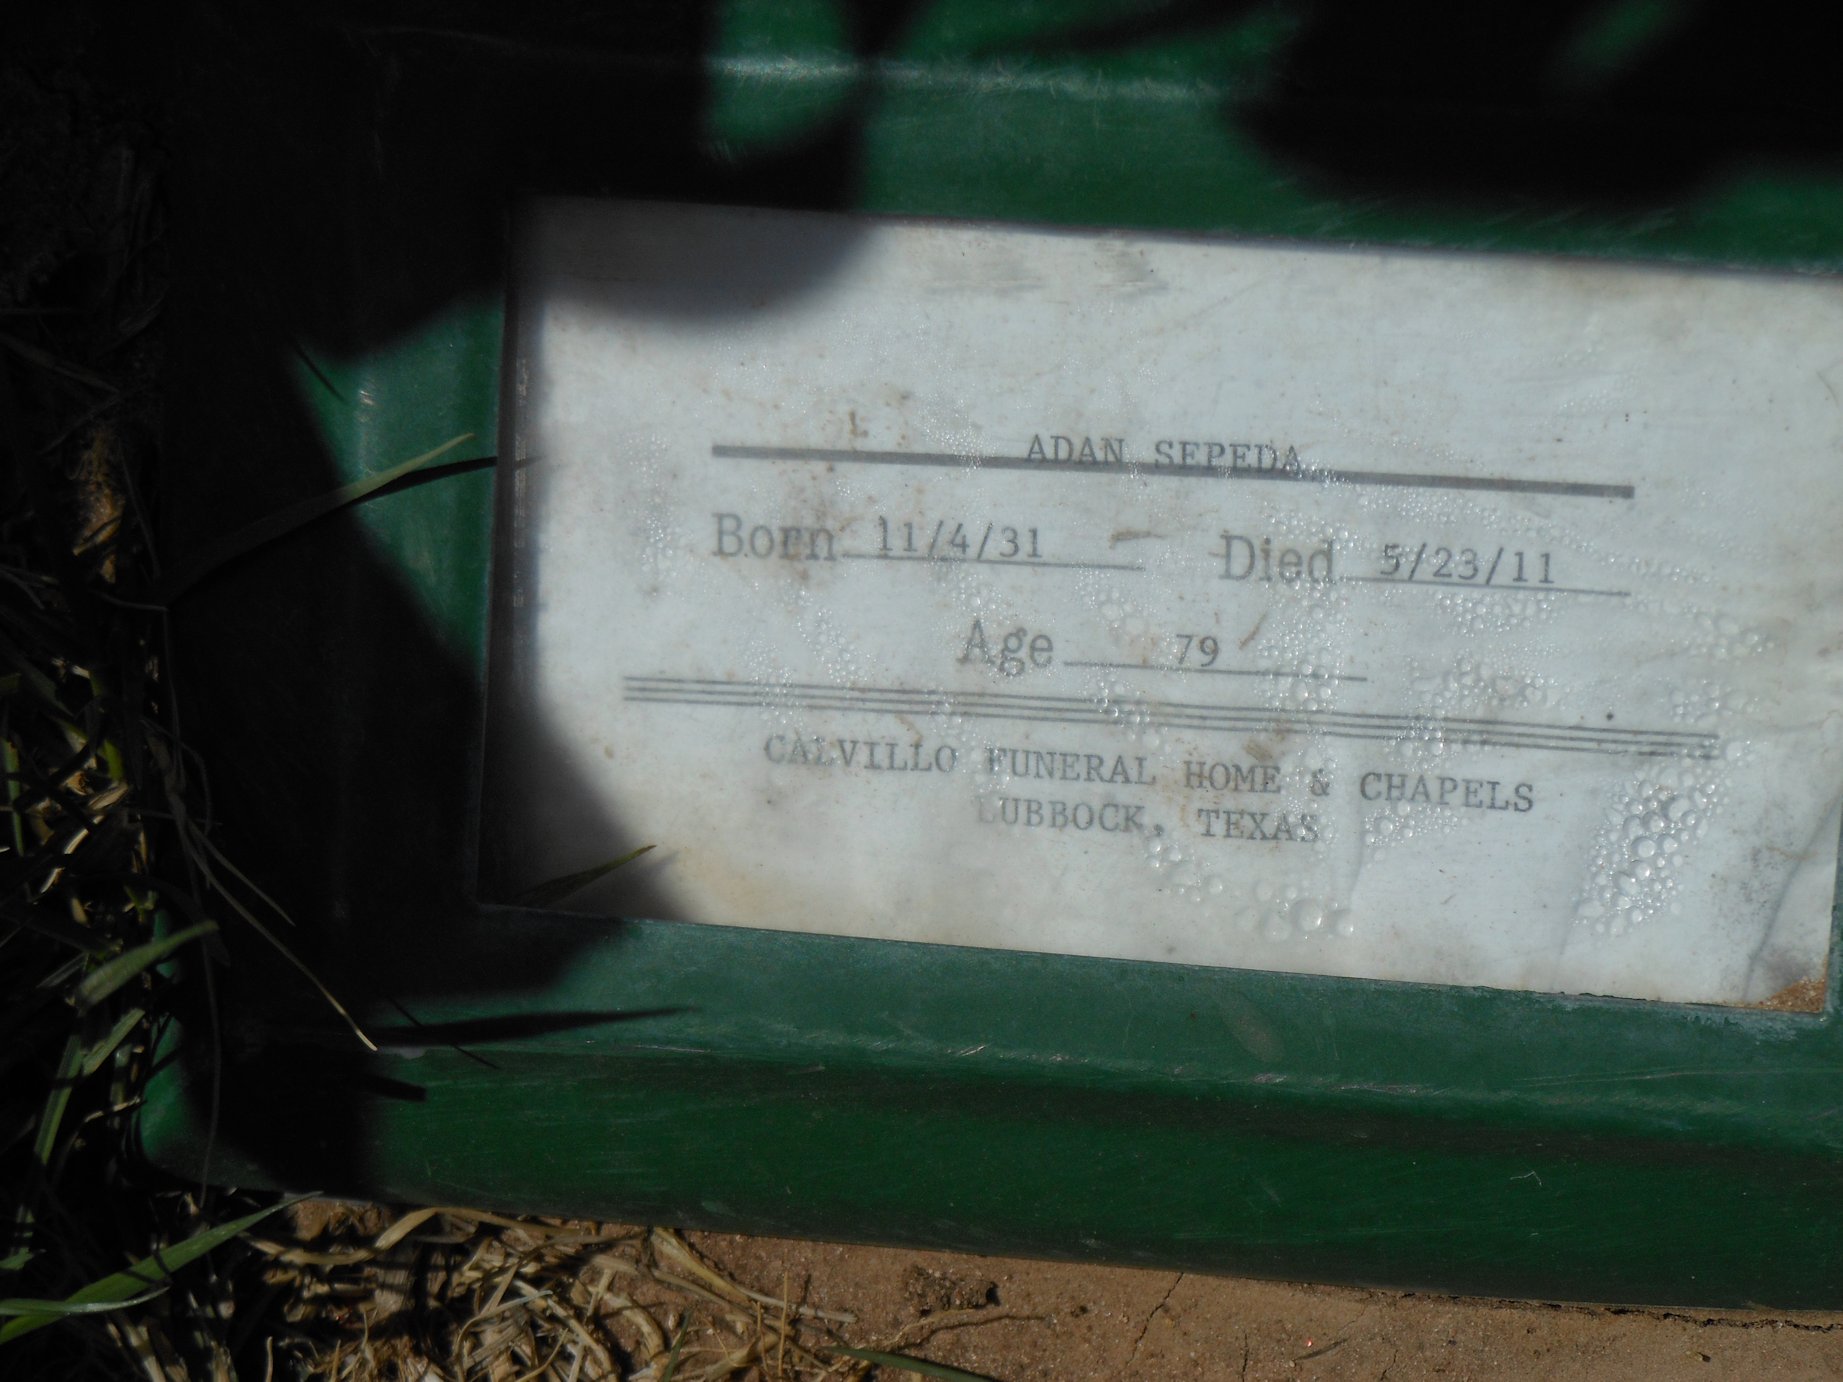 ADAN SEPEDA
Born 11/4/31 Died 5/23/11
Age 79
CALVILLO FUNERAL HOME & CHAPELS
LUBBOCK, TEXAS